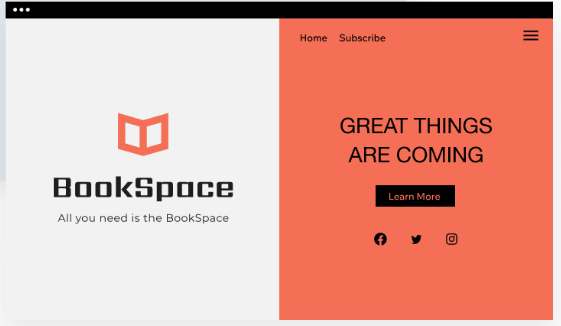 Home Subscribe
BookSpace
All you need is the BookSpace
GREAT THINGS
ARE COMING
Learn More